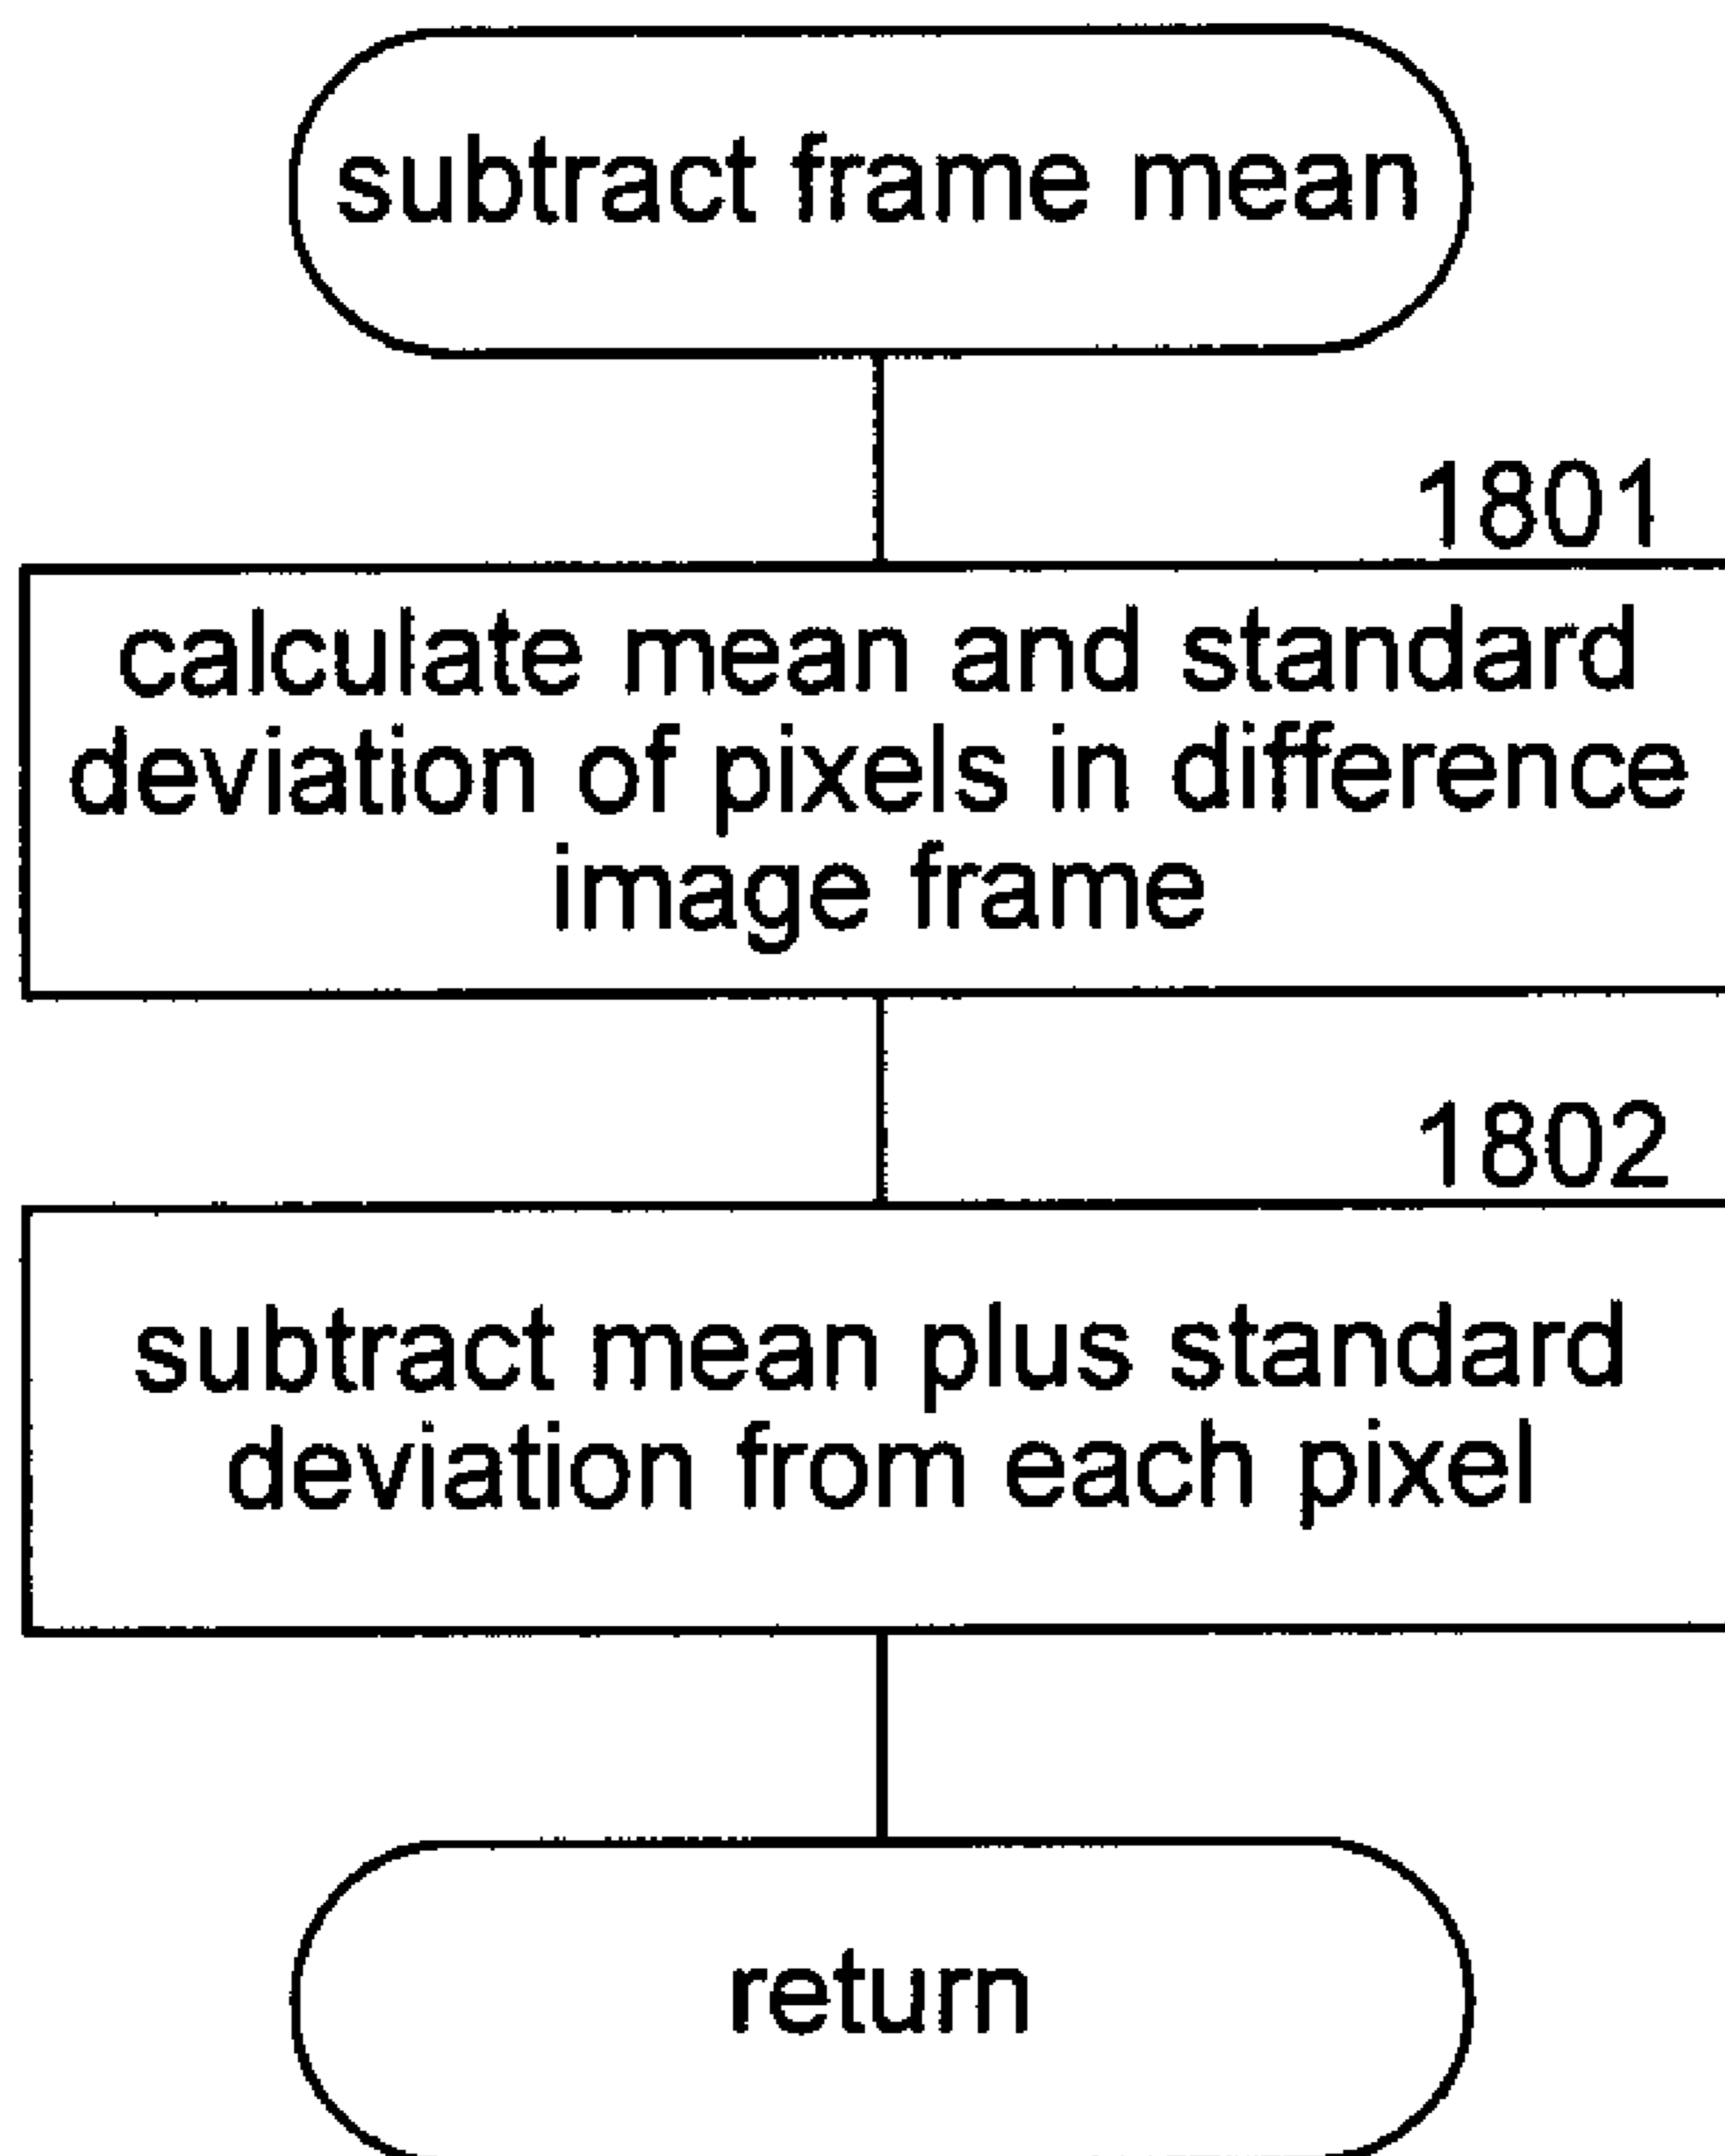 subtract frame mean
1801
calculate mean and standard
deviation of pixels in difference
image frame
1802
subtract mean plus standard
deviation from each pixel
return